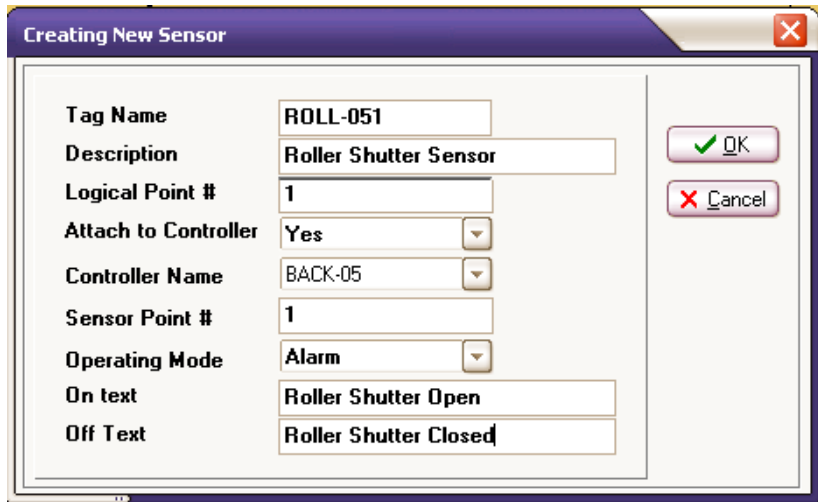 Creating New Sensor
Tag Name ROLL-051
Description Roller Shutter Sensor
OK
Logical Point # 1
Cancel
Attach to Controller Yes
Controller Name BACK-05
Sensor Point # 1
Operating Mode Alarm
On text Roller Shutter Open
Off Text Roller Shutter Closed